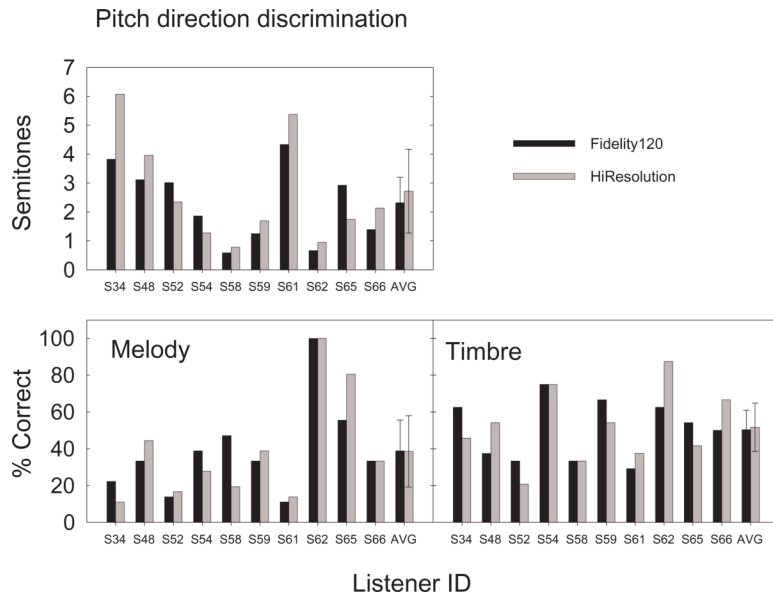 Pitch direction discrimination
Semitones
7
6
5
4
3
2
1
0
S34 S48 S52 S54 S58 S59 S61 S62 S65 S66 AVG
Fidelity120
HiResolution
% Correct
100
80
60
40
20
0
Melody
Timbre
S34 S48 S52 S54 S58 S59 S61 S62 S65 S66 AVG
S34 S48 S52 S54 S58 S59 S61 S62 S65 S66 AVG
Listener ID